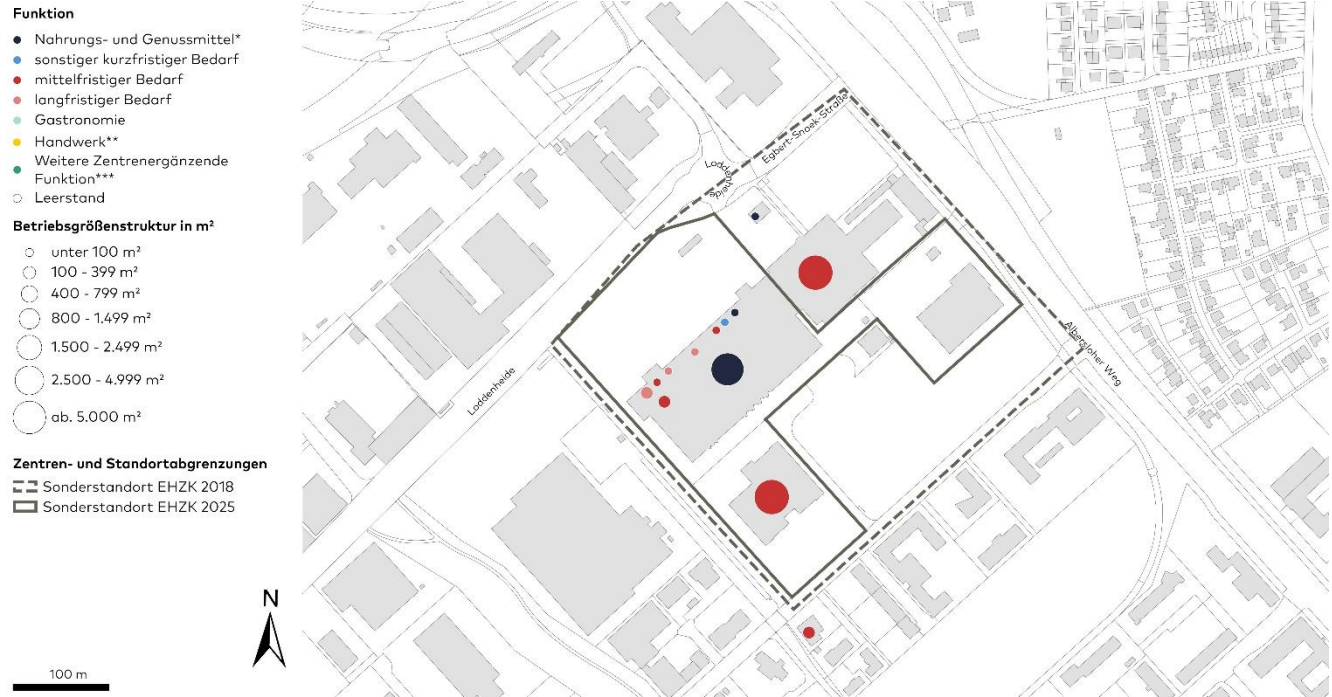 Funktion
Nahrungs- und Genussmittel*
sonstiger kurzfristiger Bedarf
mittelfristiger Bedarf
langfristiger Bedarf
Gastronomie
Handwerk**
Weitere Zentrenergänzende
Funktion***
Leerstand
Betriebsgrößenstruktur in m²
unter 100 m²
100 - 399 m²
400 - 799 m²
800 - 1.499 m²
1.500 - 2.499 m²
2.500 - 4.999 m²
ab. 5.000 m²
Zentren- und Standortabgrenzungen
Sonderstandort EHZK 2018
Sonderstandort EHZK 2025
N
100 m
Egbert-Snoek-Straße
Loddenheide
Loddenheide
Albersloher Weg